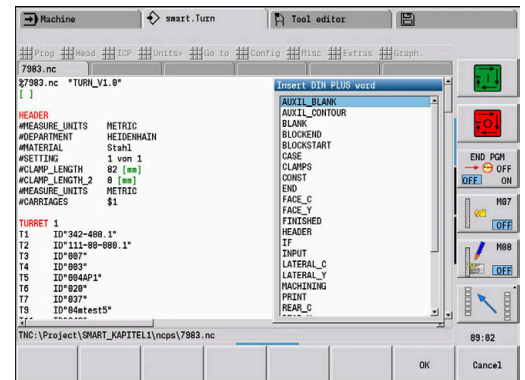 Machine
smart.Turn
Tool editor
Prog Head ICP Units» Go to Config Misc Extras Graph.
7983.nc
%7983.nc "TURN_V1.0"
[ ]
HEADER
#MEASURE_UNITS METRIC
#DEPARTMENT HEIDENHAIN
#MATERIAL Stahl
#SETTING 1 von 1
#CLAMP_LENGTH 82 [mm]
#CLAMP_LENGTH_2 0 [mm]
#MEASURE_UNITS METRIC
#CARRIAGES $1
TURRET 1
T1 ID"342-400.1"
T2 ID"111-80-080.1"
T3 ID"007"
T4 ID"003"
T5 ID"004AP1"
T6 ID"020"
T7 ID"037"
T9 ID"04mtest5"
Insert DIN PLUS word
AUXIL_BLANK
AUXIL_CONTOUR
BLANK
BLOCKEND
BLOCKSTART
CASE
CLAMPS
CONST
END
FACE_C
FACE_Y
FINISHED
HEADER
IF
INPUT
LATERAL_C
LATERAL_Y
MACHINING
PRINT
REAR_C
TNC:\Project\SMART_KAPITEL1\ncps\7983.nc
END PGM
OFF
OFF ON
M07
OFF
M08
OFF
09:02
OK
Cancel